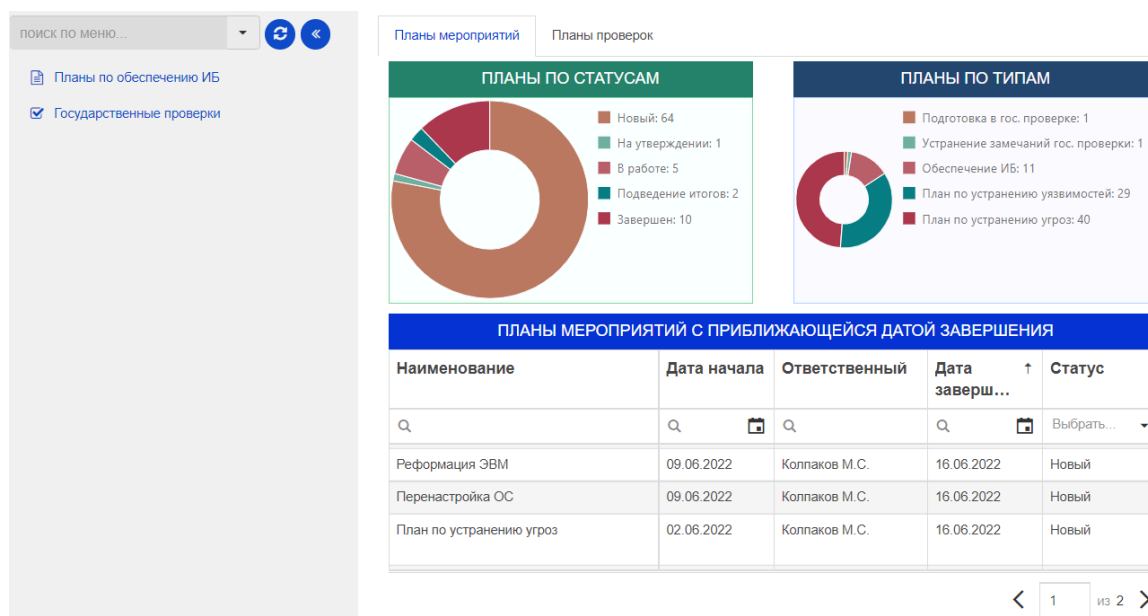 поиск по меню...
Планы по обеспечению ИБ
Государственные проверки
Планы мероприятий
Планы проверок
ПЛАНЫ ПО СТАТУСАМ
Новый: 64
На утверждении: 1
В работе: 5
Подведение итогов: 2
Завершен: 10
ПЛАНЫ ПО ТИПАМ
Подготовка в гос. проверке: 1
Устранение замечаний гос. проверки: 1
Обеспечение ИБ: 11
План по устранению уязвимостей: 29
План по устранению угроз: 40
ПЛАНЫ МЕРОПРИЯТИЙ С ПРИБЛИЖАЮЩЕЙСЯ ДАТОЙ ЗАВЕРШЕНИЯ
Наименование Дата начала Ответственный Дата заверш... ↑ Статус
Выбрать...
Реформация ЭВМ 09.06.2022 Колпаков М.С. 16.06.2022 Новый
Перенастройка ОС 09.06.2022 Колпаков М.С. 16.06.2022 Новый
План по устранению угроз 02.06.2022 Колпаков М.С. 16.06.2022 Новый
1 из 2